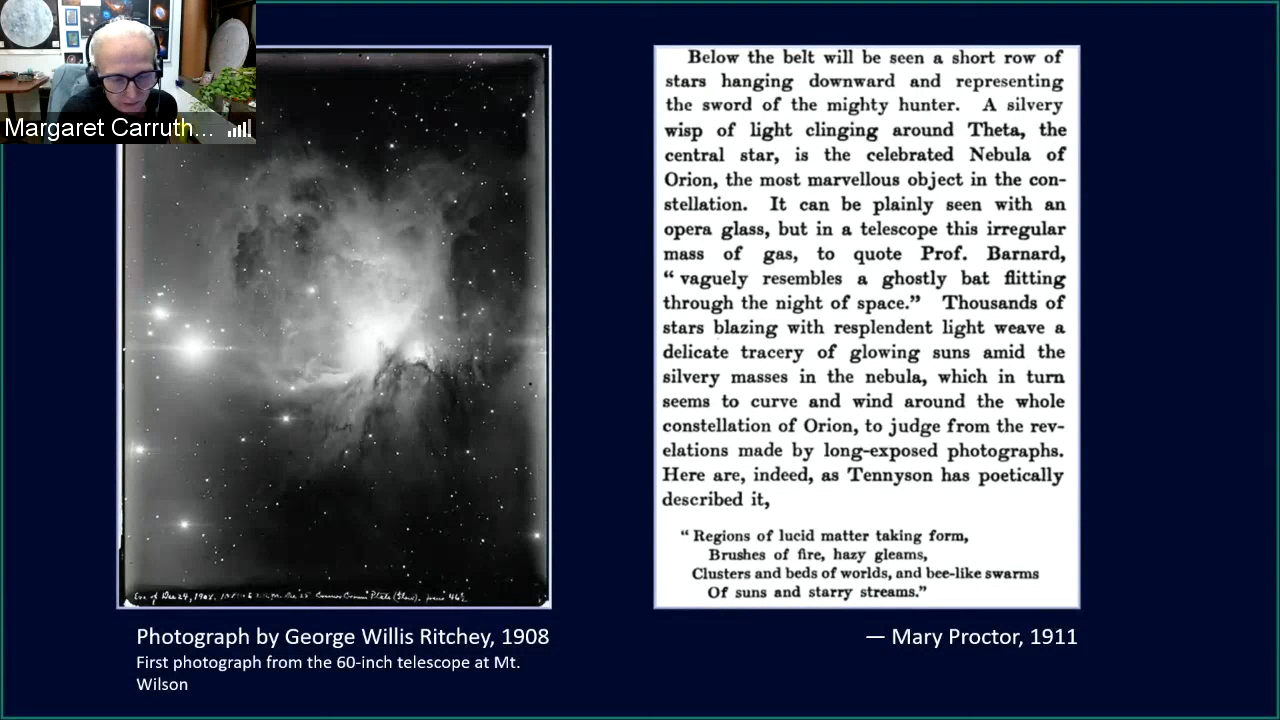 Margaret Carruth...
Below the belt will be seen a short row of
stars hanging downward and representing
the sword of the mighty hunter. A silvery
wisp of light clinging around Theta, the
central star, is the celebrated Nebula of
Orion, the most marvellous object in the con-
stellation. It can be plainly seen with an
opera glass, but in a telescope this irregular
mass of gas, to quote Prof. Barnard,
“ vaguely resembles a ghostly bat flitting
through the night of space.” Thousands of
stars blazing with resplendent light weave a
delicate tracery of glowing suns amid the
silvery masses in the nebula, which in turn
seems to curve and wind around the whole
constellation of Orion, to judge from the rev-
elations made by long-exposed photographs.
Here are, indeed, as Tennyson has poetically
described it,
“ Regions of lucid matter taking form,
Brushes of fire, hazy gleams,
Clusters and beds of worlds, and bee-like swarms
Of suns and starry streams.”
of Dec 24, 1908,
Photograph by George Willis Ritchey, 1908
First photograph from the 60-inch telescope at Mt.
Wilson
— Mary Proctor, 1911